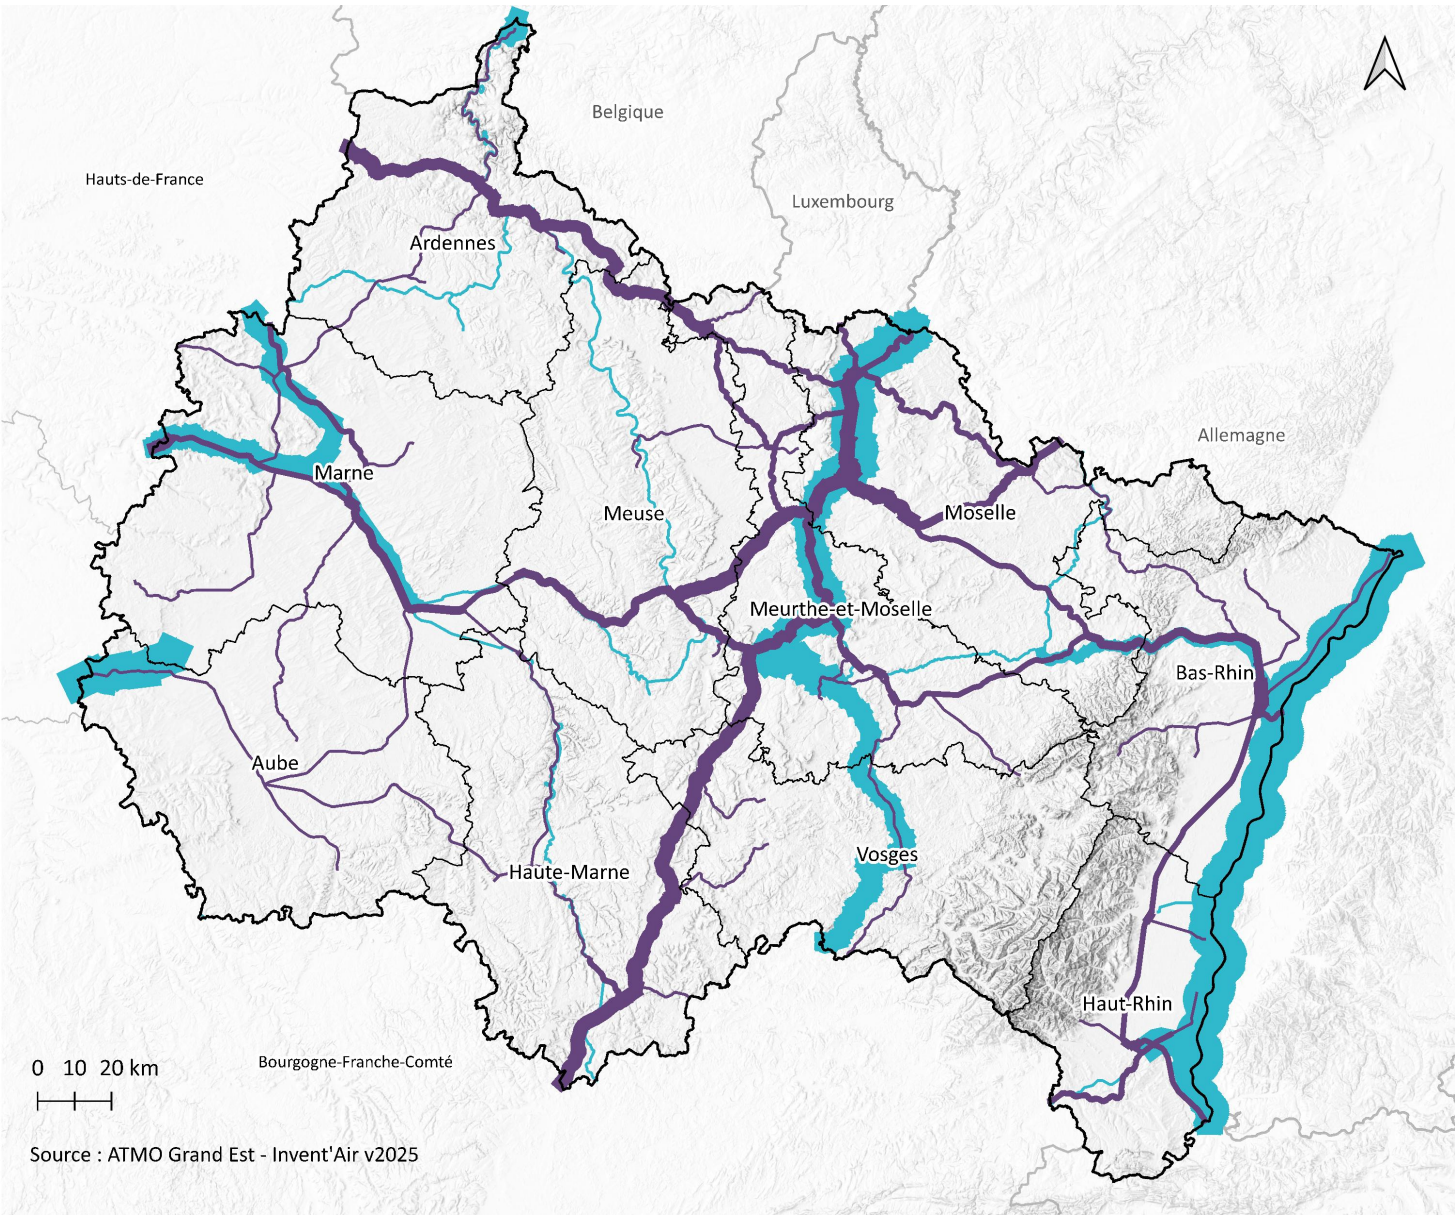 Belgique
Hauts-de-France
Luxembourg
Ardennes
Allemagne
Marne
Meuse
Moselle
Meurthe-et-Moselle
Bas-Rhin
Aube
Vosges
Haute-Marne
Haut-Rhin
Bourgogne-Franche-Comté
0 10 20 km
Source : ATMO Grand Est - Invent'Air v2025